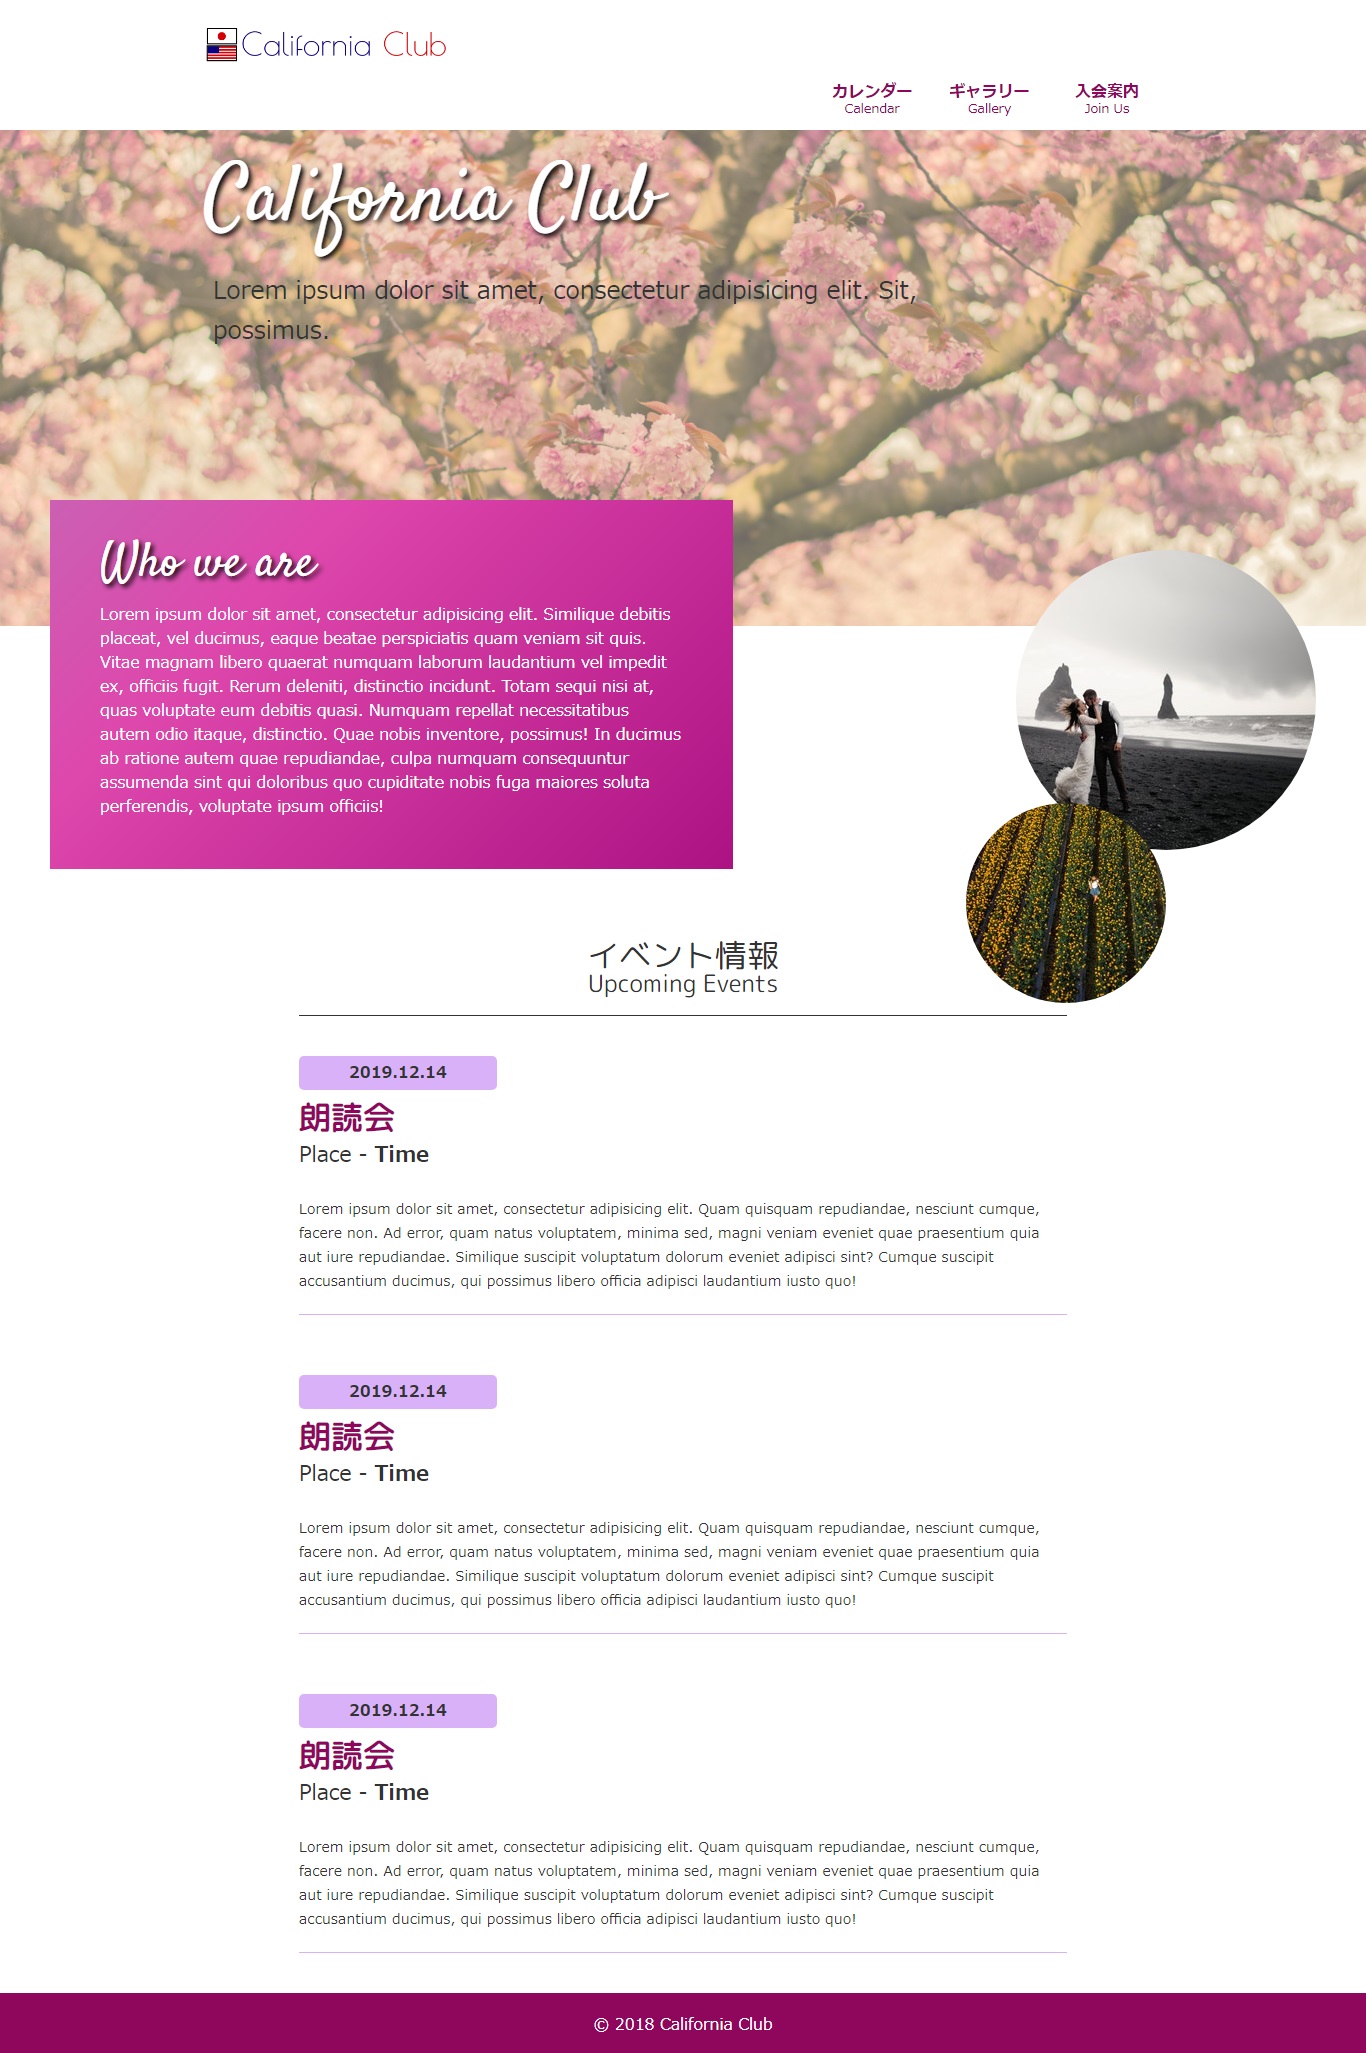 California Club
カレンダー
Calendar
ギャラリー
Gallery
入会案内
Join Us
California Club
Lorem ipsum dolor sit amet, consectetur adipisicing elit. Sit,
possimus.
Who we are
Lorem ipsum dolor sit amet, consectetur adipisicing elit. Similique debitis
placeat, vel ducimus, eaque beatae perspiciatis quam veniam sit quis.
Vitae magnam libero quaerat numquam laborum laudantium vel impedit
ex, officiis fugit. Rerum deleniti, distinctio incidunt. Totam sequi nisi at,
quas voluptate eum debitis quasi. Numquam repellat necessitatibus
autem odio itaque, distinctio. Quae nobis inventore, possimus! In ducimus
ab ratione autem quae repudiandae, culpa numquam consequuntur
assumenda sint qui doloribus quo cupiditate nobis fuga maiores soluta
perferendis, voluptate ipsum officiis!
イベント情報
Upcoming Events
2019.12.14
朗読会
Place - Time
Lorem ipsum dolor sit amet, consectetur adipisicing elit. Quam quisquam repudiandae, nesciunt cumque,
facere non. Ad error, quam natus voluptatem, minima sed, magni veniam eveniet quae praesentium quia
aut iure repudiandae. Similique suscipit voluptatum dolorum eveniet adipisci sint? Cumque suscipit
accusantium ducimus, qui possimus libero officia adipisci laudantium iusto quo!
2019.12.14
朗読会
Place - Time
Lorem ipsum dolor sit amet, consectetur adipisicing elit. Quam quisquam repudiandae, nesciunt cumque,
facere non. Ad error, quam natus voluptatem, minima sed, magni veniam eveniet quae praesentium quia
aut iure repudiandae. Similique suscipit voluptatum dolorum eveniet adipisci sint? Cumque suscipit
accusantium ducimus, qui possimus libero officia adipisci laudantium iusto quo!
2019.12.14
朗読会
Place - Time
Lorem ipsum dolor sit amet, consectetur adipisicing elit. Quam quisquam repudiandae, nesciunt cumque,
facere non. Ad error, quam natus voluptatem, minima sed, magni veniam eveniet quae praesentium quia
aut iure repudiandae. Similique suscipit voluptatum dolorum eveniet adipisci sint? Cumque suscipit
accusantium ducimus, qui possimus libero officia adipisci laudantium iusto quo!
© 2018 California Club